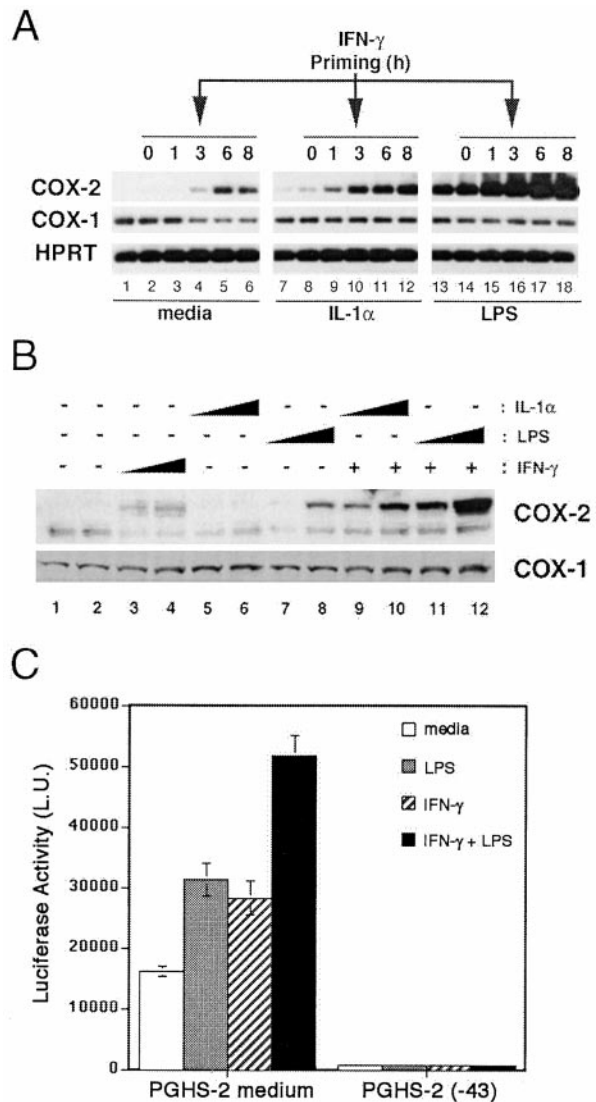 A
IFN-γ
Priming (h)
0 1 3 6 8 0 1 3 6 8 0 1 3 6 8
COX-2
COX-1
HPRT
1 2 3 4 5 6 7 8 9 10 11 12 13 14 15 16 17 18
media IL-1α LPS
B
- - - - - - - - : IL-1α
- - - - - - - - : LPS
- - - - - - + + + + : IFN-γ
COX-2
COX-1
1 2 3 4 5 6 7 8 9 10 11 12
C
60000
50000
40000
30000
20000
10000
0
Luciferase Activity (L.U.)
media
LPS
IFN-γ
IFN-γ + LPS
PGHS-2 medium PGHS-2 (-43)